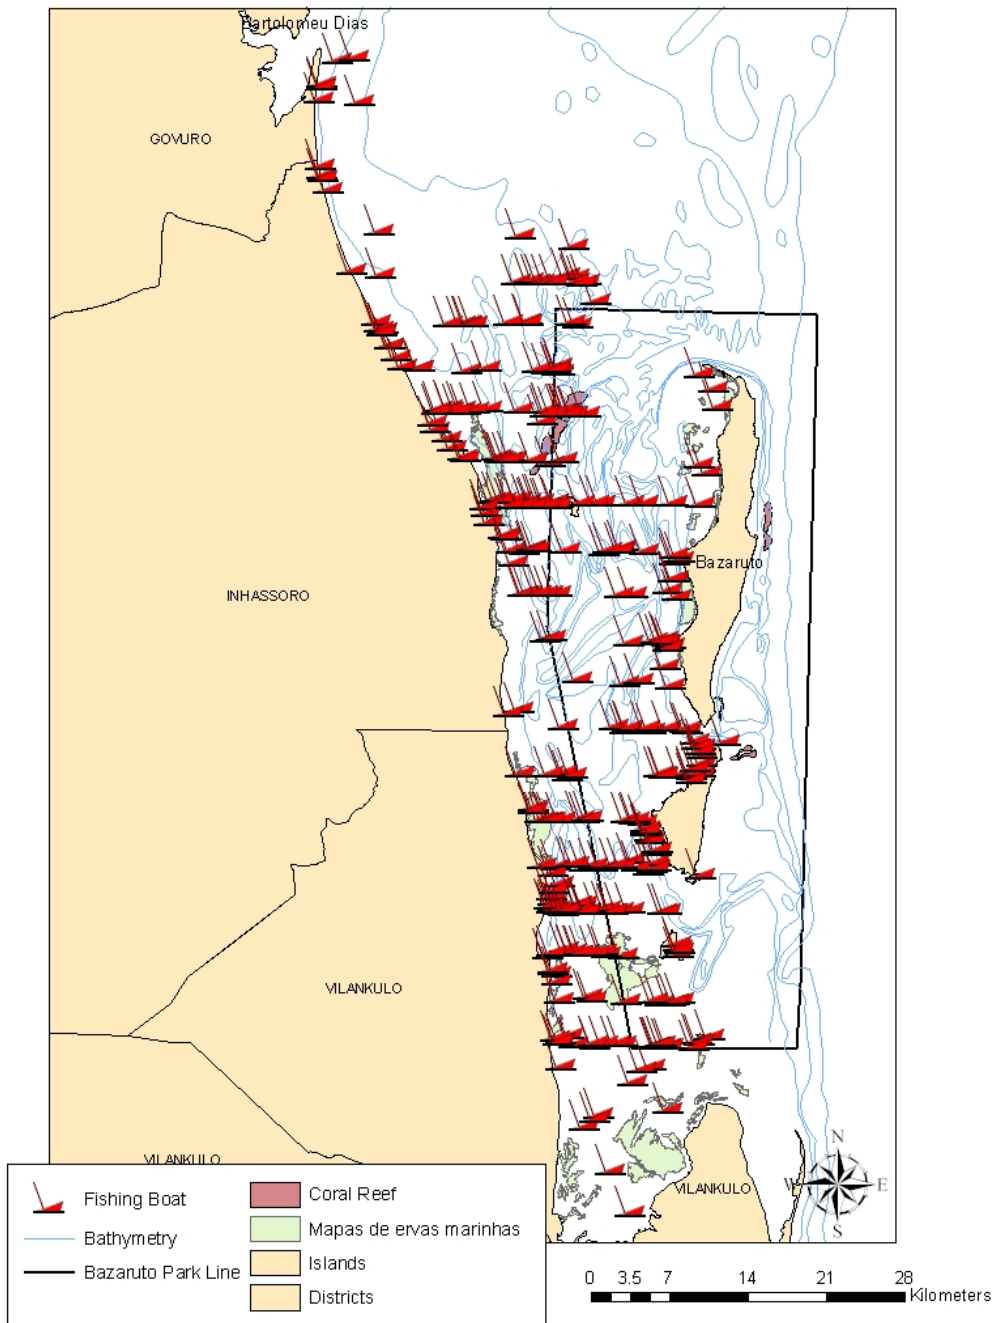 Bartolomeu Dias
GOVURO
Bazaruto
INHASSORO
VILANKULO
VILANKULO
VILANKULO
N
W E
S
Fishing Boat
Bathymetry
Bazaruto Park Line
Coral Reef
Mapas de ervas marinhas
Islands
Districts
0 3.5 7 14 21 28
Kilometers